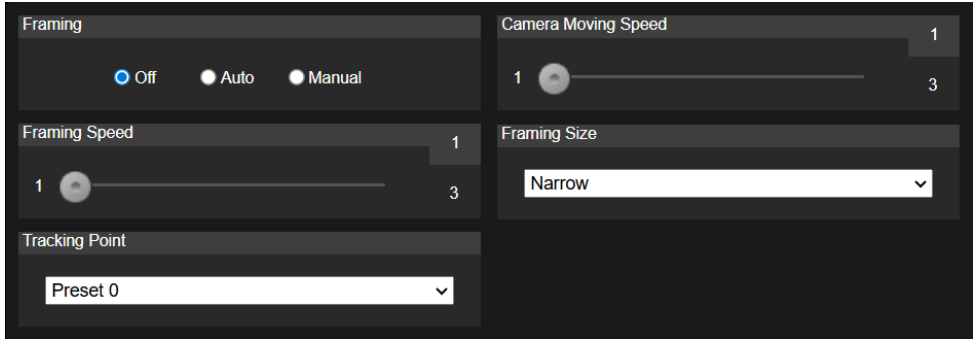 Framing
Off Auto Manual
Camera Moving Speed
1
1
3
Framing Speed
1
1
3
Framing Size
Narrow
Tracking Point
Preset 0